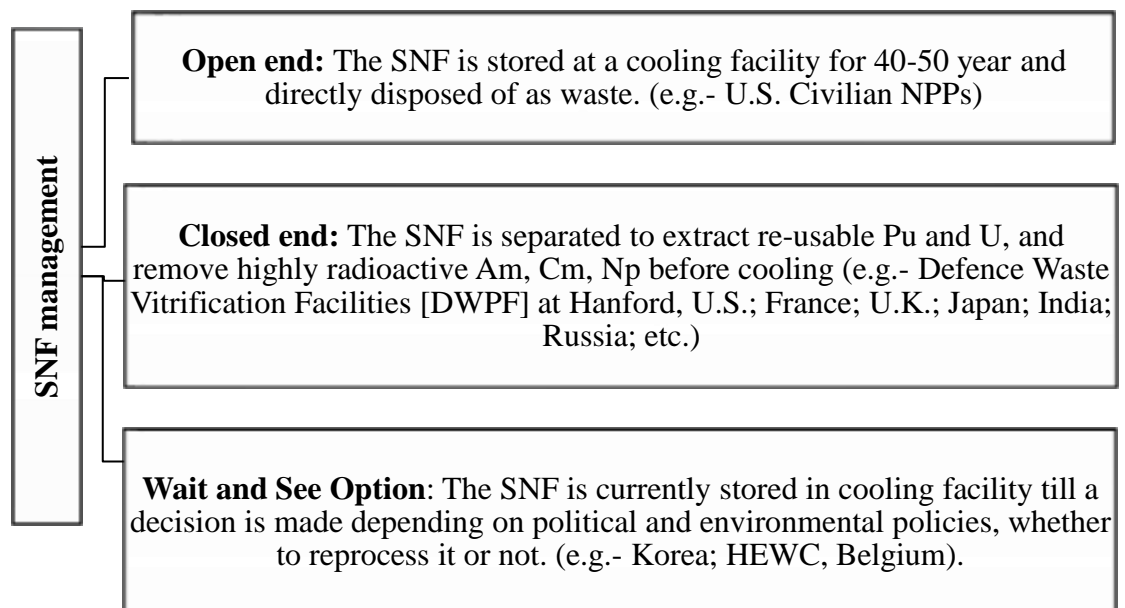 SNF management
Open end: The SNF is stored at a cooling facility for 40-50 year and
directly disposed of as waste. (e.g.- U.S. Civilian NPPs)
Closed end: The SNF is separated to extract re-usable Pu and U, and
remove highly radioactive Am, Cm, Np before cooling (e.g.- Defence Waste
Vitrification Facilities [DWPF] at Hanford, U.S.; France; U.K.; Japan; India;
Russia; etc.)
Wait and See Option: The SNF is currently stored in cooling facility till a
decision is made depending on political and environmental policies, whether
to reprocess it or not. (e.g.- Korea; HEWC, Belgium).